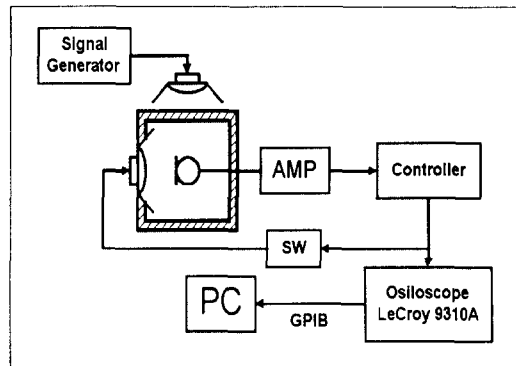 Signal
Generator
AMP
Controller
SW
PC
GPIB
Osiloscope
LeCroy 9310A